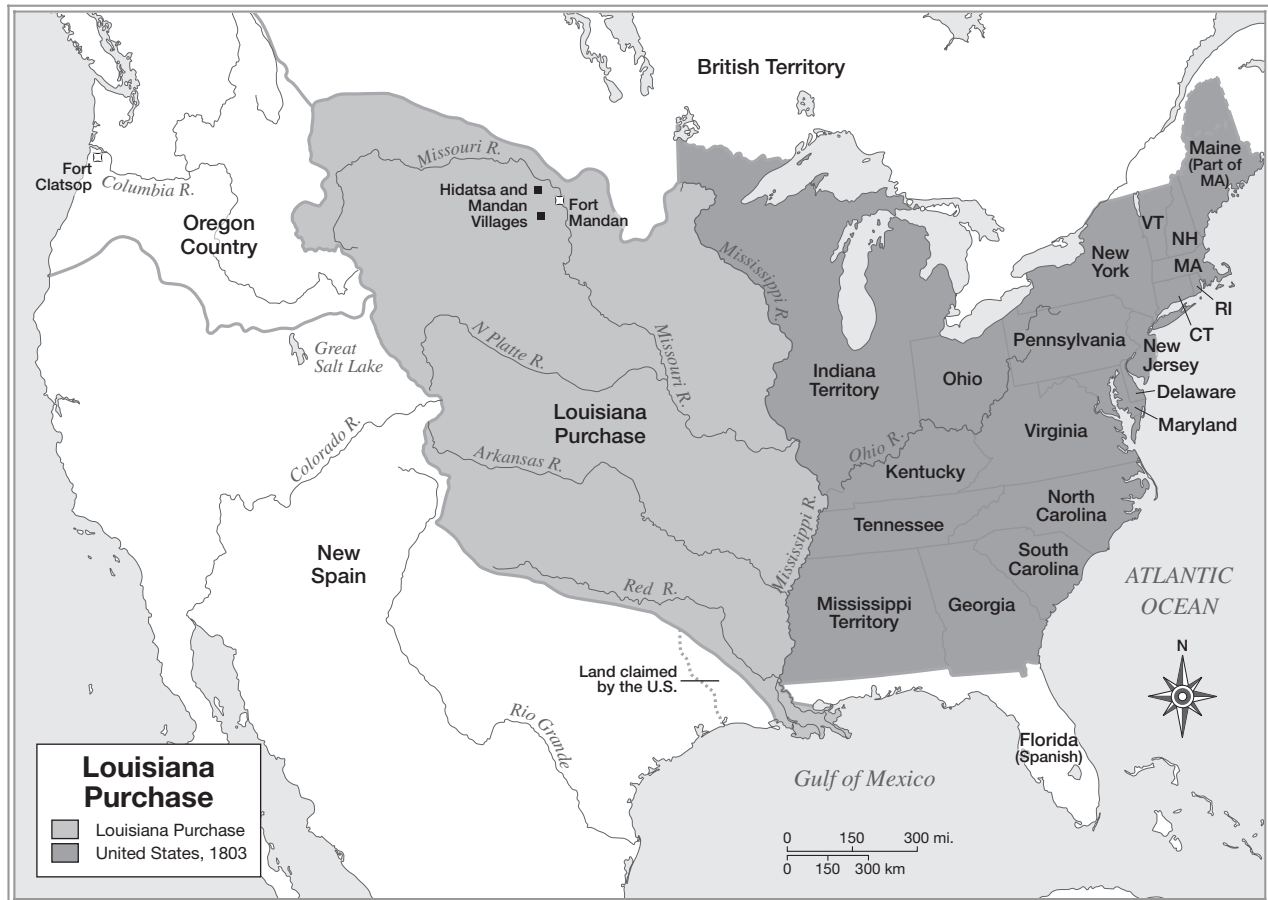 British Territory
Fort
Clatsop
Columbia R.
Oregon
Country
Missouri R.
Hidatsa and
Mandan
Villages
Fort
Mandan
Mississippi R.
Maine
(Part of
MA)
VT
NH
New
York
MA
RI
CT
Great
Salt Lake
N Platte R.
Missouri R.
Pennsylvania
New
Jersey
Indiana
Territory
Ohio
Delaware
Maryland
Louisiana
Purchase
Colorado R.
Arkansas R.
Ohio R.
Virginia
Kentucky
Mississippi R.
Tennessee
North
Carolina
New
Spain
South
Carolina
Red R.
Mississippi
Territory
Georgia
ATLANTIC
OCEAN
N
Land claimed
by the U.S.
Rio Grande
Florida
(Spanish)
Gulf of Mexico
Louisiana
Purchase
Louisiana Purchase
United States, 1803
0 150 300 mi.
0 150 300 km